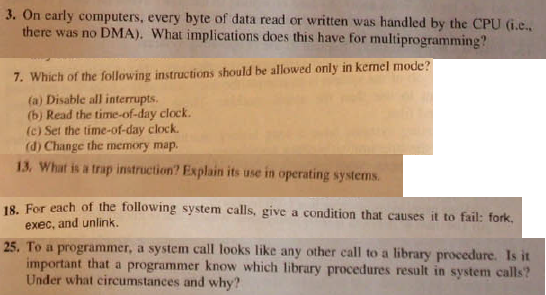 3. On early computers, every byte of data read or written was handled by the CPU (i.e.,
there was no DMA). What implications does this have for multiprogramming?
7. Which of the following instructions should be allowed only in kernel mode?
(a) Disable all interrupts.
(b) Read the time-of-day clock.
(c) Set the time-of-day clock.
(d) Change the memory map.
13. What is a trap instruction? Explain its use in operating systems.
18. For each of the following system calls, give a condition that causes it to fail: fork,
exec, and unlink.
25. To a programmer, a system call looks like any other call to a library procedure. Is it
important that a programmer know which library procedures result in system calls?
Under what circumstances and why?